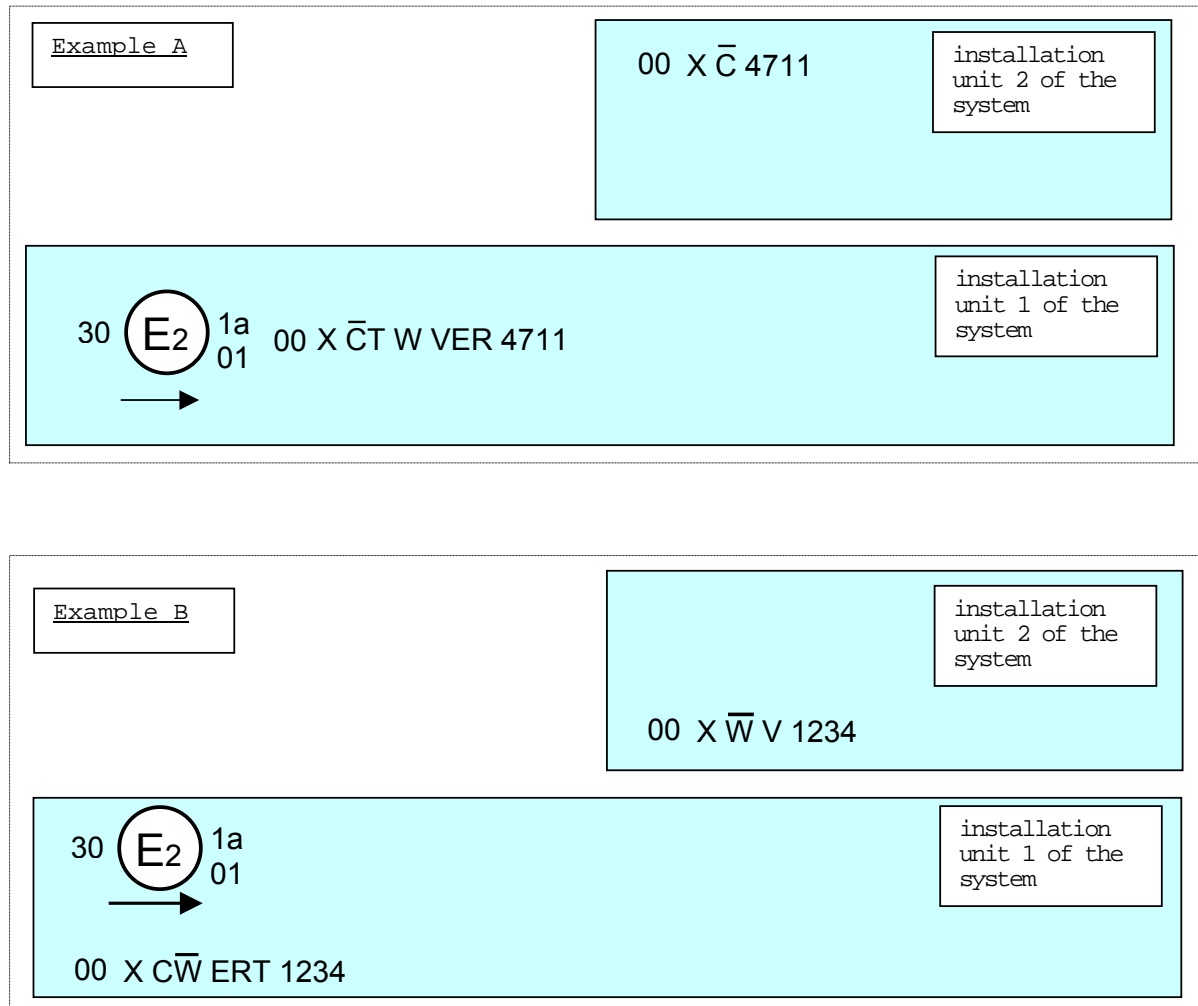 Example A
00 X C̅ 4711
installation
unit 2 of the
system
30 E2 1a
01
00 X C̅T W VER 4711
installation
unit 1 of the
system
Example B
installation
unit 2 of the
system
00 X W̅ V 1234
30 E2 1a
01
installation
unit 1 of the
system
00 X CW̅ ERT 1234